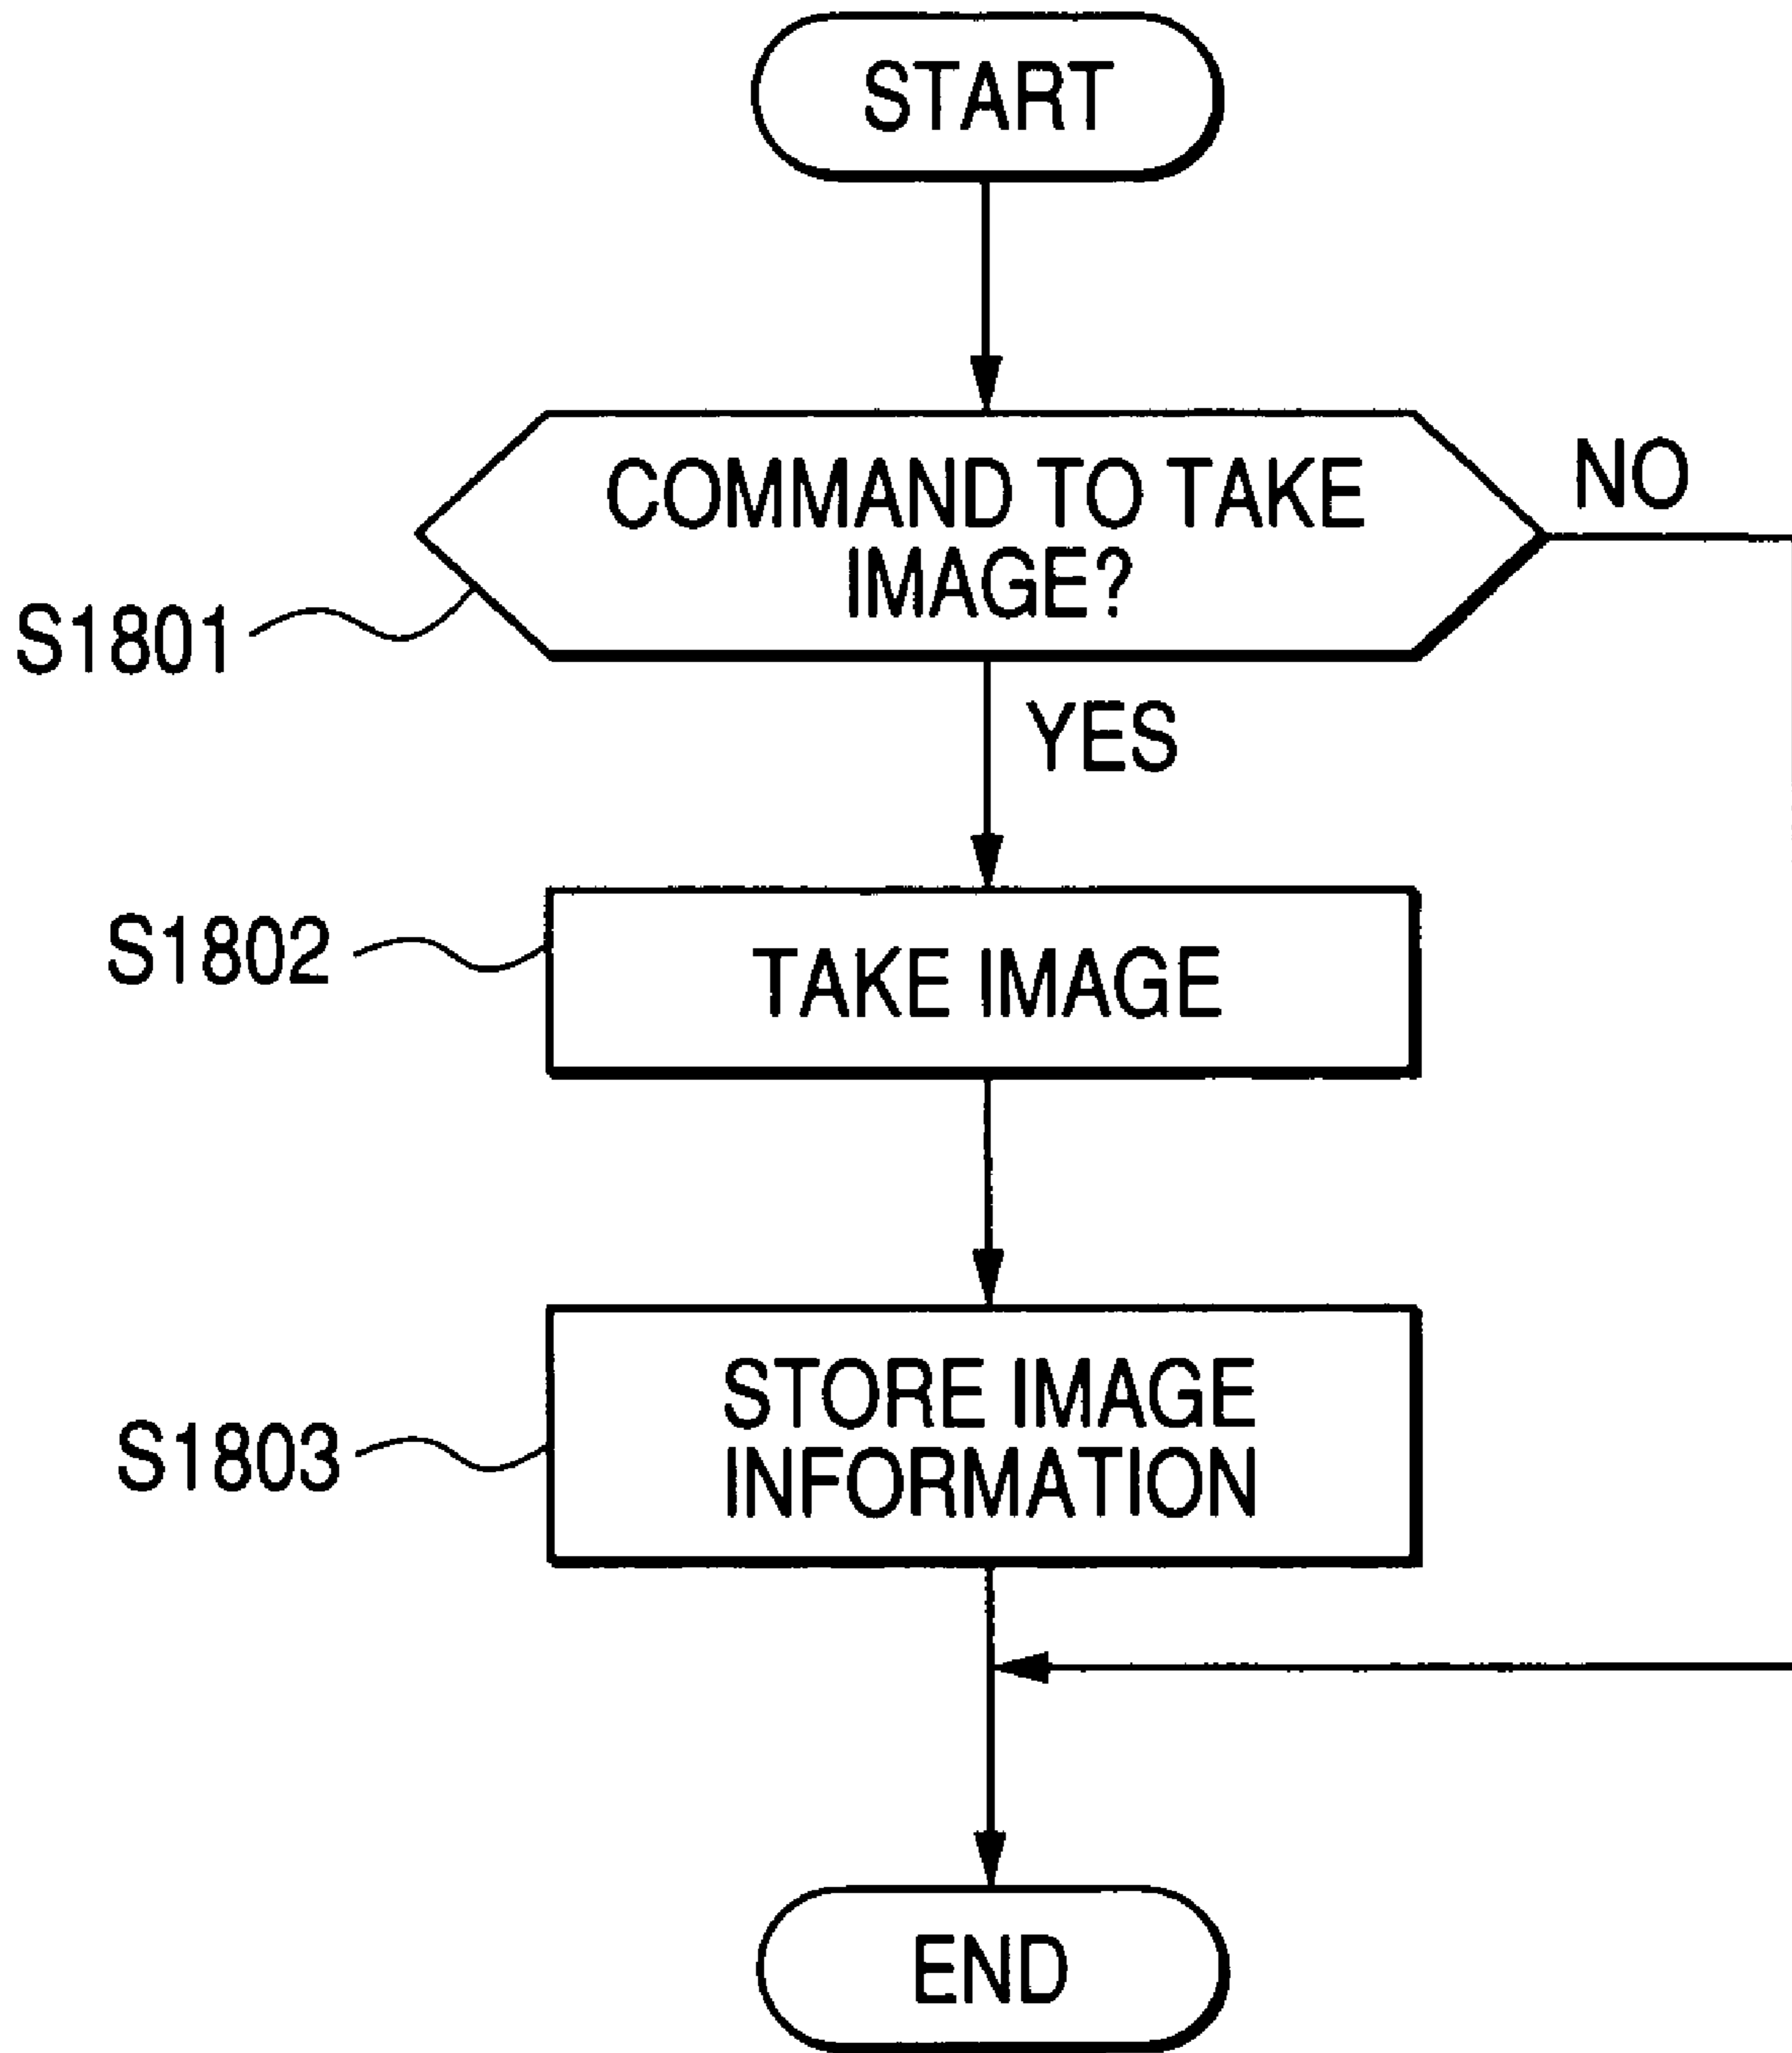 START
COMMAND TO TAKE
IMAGE?
NO
S1801
YES
S1802
TAKE IMAGE
STORE IMAGE
INFORMATION
S1803
END